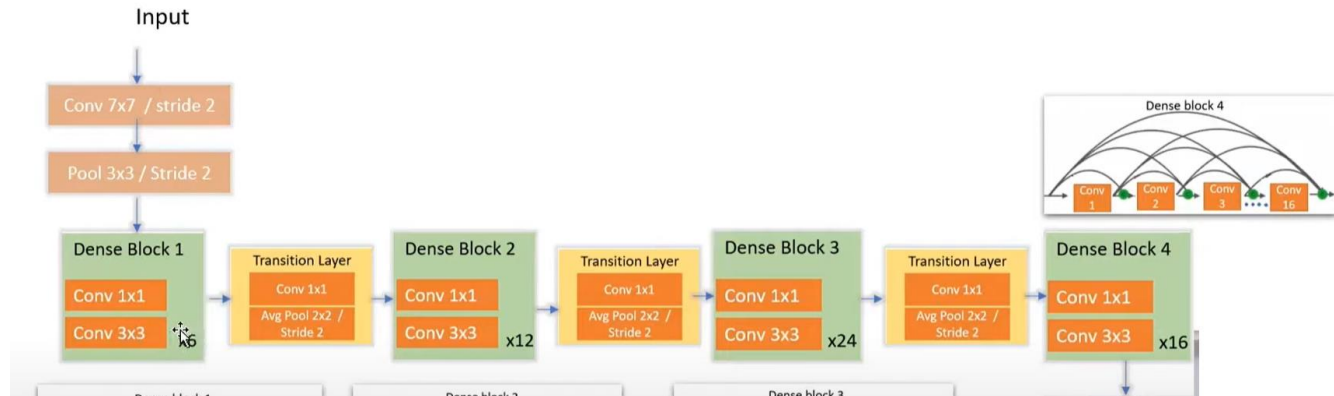 Input
Conv 7x7 / stride 2
Pool 3x3 / Stride 2
Dense Block 1
Conv 1x1
Conv 3x3
x6
Transition Layer
Conv 1x1
Avg Pool 2x2 /
Stride 2
Dense Block 2
Conv 1x1
Conv 3x3
x12
Transition Layer
Conv 1x1
Avg Pool 2x2 /
Stride 2
Dense Block 3
Conv 1x1
Conv 3x3
x24
Transition Layer
Conv 1x1
Avg Pool 2x2 /
Stride 2
Dense block 4
Conv
1
Conv
2
Conv
3
Conv
16
Dense Block 4
Conv 1x1
Conv 3x3
x16
Dense block 3